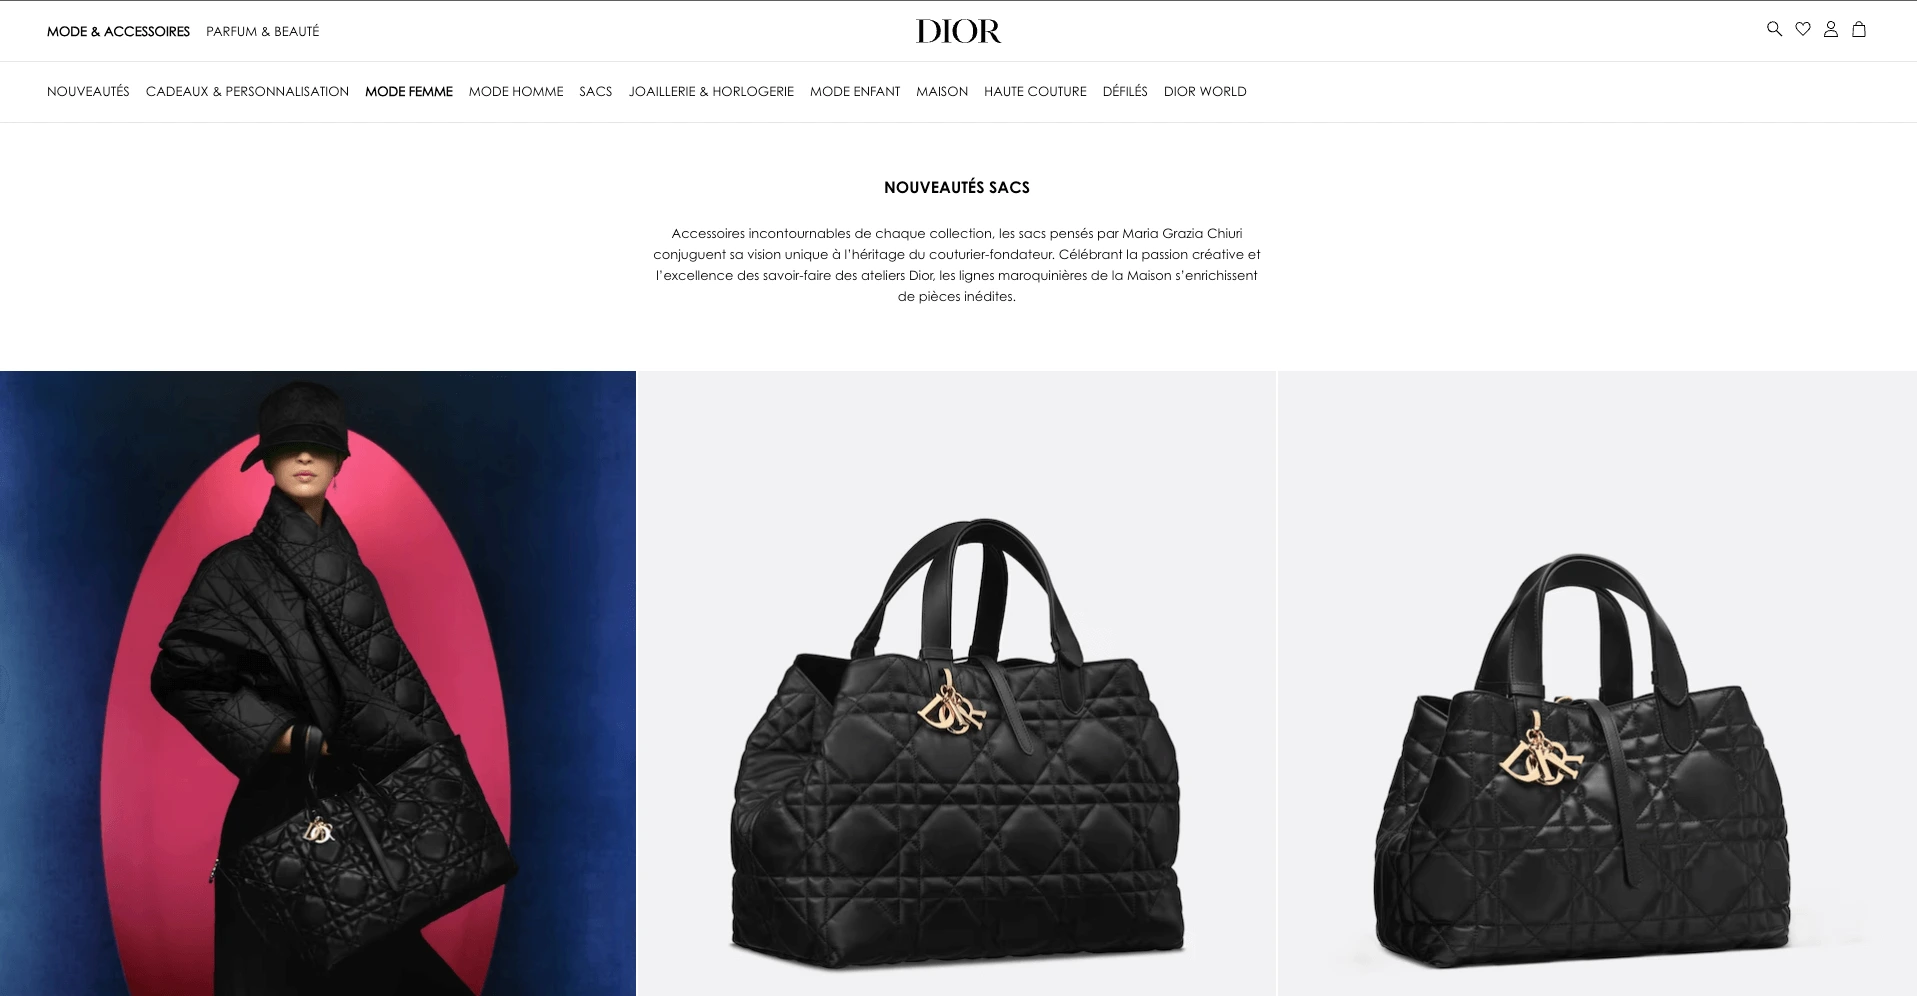 MODE & ACCESSOIRES PARFUM & BEAUTÉ
DIOR
NOUVEAUTÉS CADEAUX & PERSONNALISATION MODE FEMME MODE HOMME SACS JOAILLERIE & HORLOGERIE MODE ENFANT MAISON HAUTE COUTURE DÉFILÉS DIOR WORLD
NOUVEAUTÉS SACS
Accessoires incontournables de chaque collection, les sacs pensés par Maria Grazia Chiuri
conjuguent sa vision unique à l’héritage du couturier-fondateur. Célébrant la passion créative et
l’excellence des savoir-faire des ateliers Dior, les lignes maroquinières de la Maison s’enrichissent
de pièces inédites.